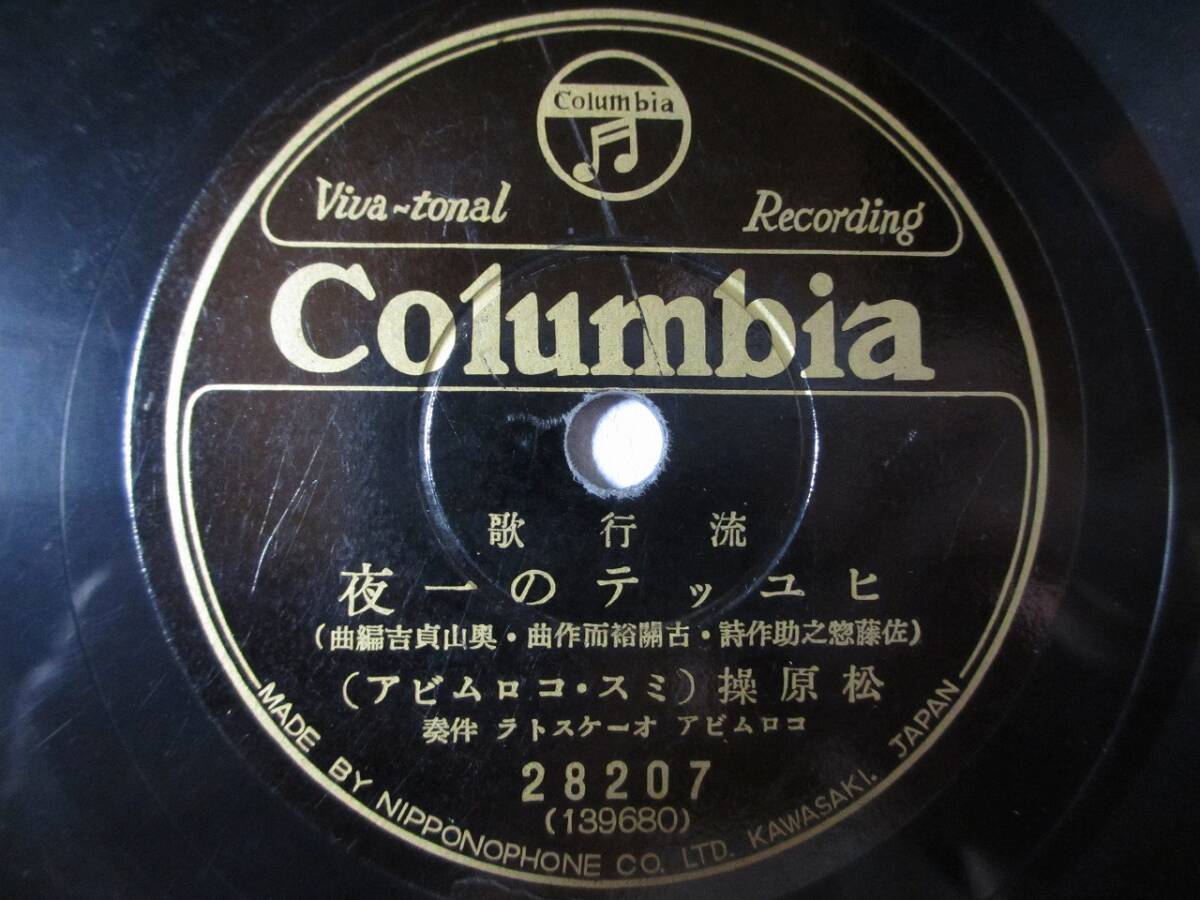 Columbia
Viva-tonal Recording
Columbia
流行歌
ヒユッテの一夜
(佐藤惣之助作詩・古關裕而作曲・奧山貞吉編曲)
松原操(ミス・コロムビア)
コロムビア オーケストラ 伴奏
28207
(139680)
MADE BY NIPPONOPHONE CO. LTD. KAWASAKI. JAPAN